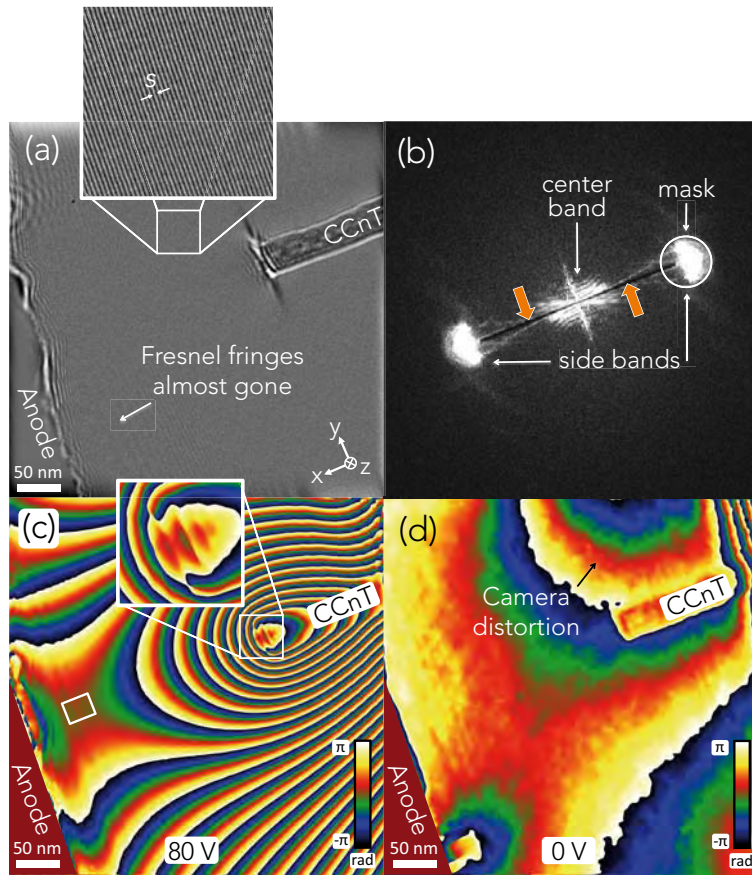 s
(a)
CCnT
Fresnel fringes
almost gone
Anode
50 nm
y
x
z
(b)
center
band
mask
side bands
(c)
CCnT
Anode
50 nm
80 V
π
-π
rad
(d)
Camera
distortion
CCnT
Anode
50 nm
0 V
π
-π
rad